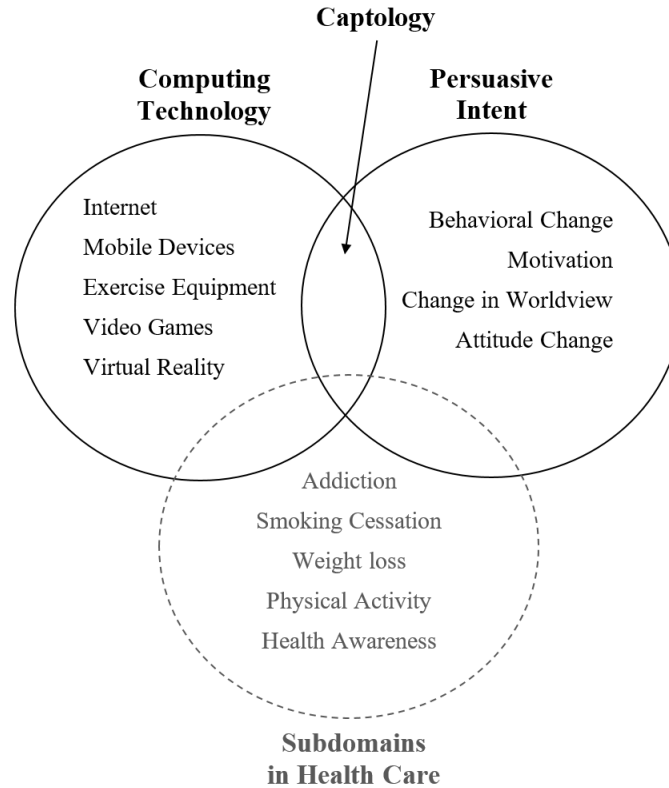 Captology
Computing
Technology
Persuasive
Intent
Internet
Mobile Devices
Exercise Equipment
Video Games
Virtual Reality
Behavioral Change
Motivation
Change in Worldview
Attitude Change
Addiction
Smoking Cessation
Weight loss
Physical Activity
Health Awareness
Subdomains
in Health Care